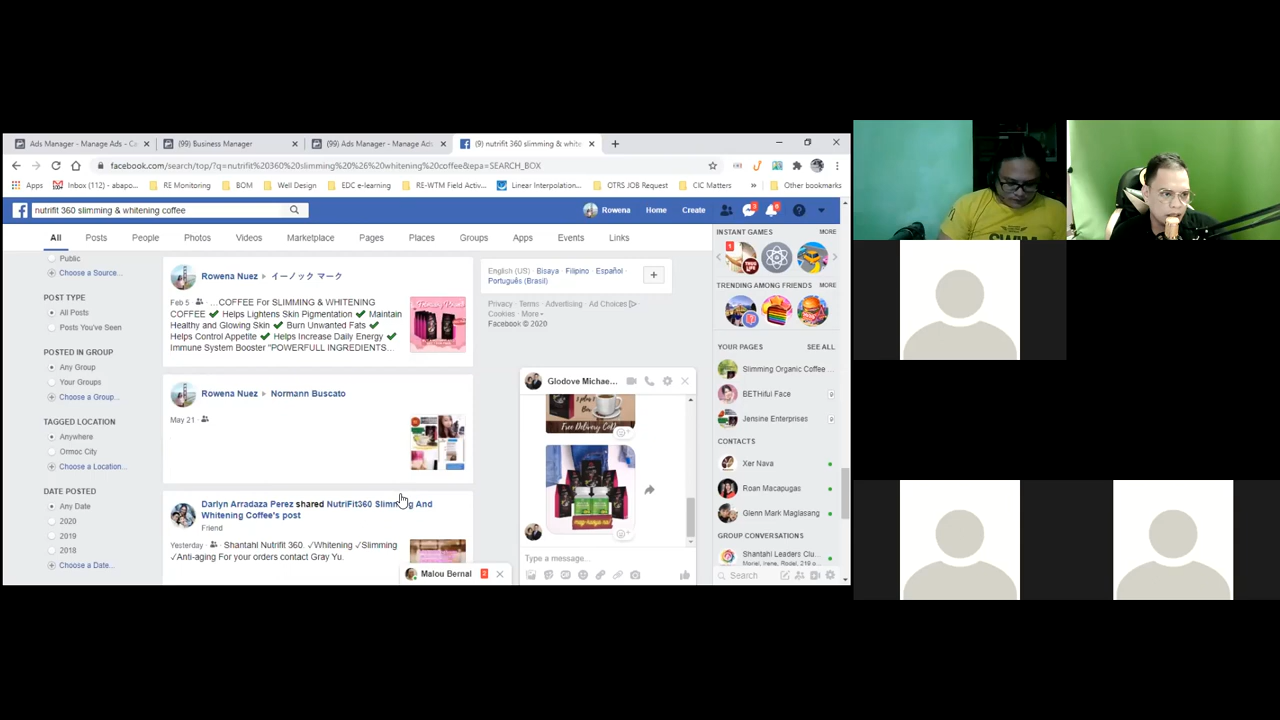 Ads Manager - Manage Ads - Co
(99) Business Manager
(99) Ads Manager - Manage Ad
(9) nutrifit 360 slimming & white
facebook.com/search/top/?q=nutrifit%20360%20slimming%20%26%20whitening%20coffee&epa=SEARCH_BOX
Apps
Inbox (112) - abapo...
RE Monitoring
BOM
Well Design
EDC e-learning
RE-WTM Field Activ...
Linear Interpolation...
OTRS JOB Request
CIC Matters
Other bookmarks
nutrifit 360 slimming & whitening coffee
Rowena
Home
Create
All
Posts
People
Photos
Videos
Marketplace
Pages
Places
Groups
Apps
Events
Links
Public
Choose a Source...
POST TYPE
All Posts
Posts You've Seen
POSTED IN GROUP
Any Group
Your Groups
Choose a Group...
TAGGED LOCATION
Anywhere
Ormoc City
Choose a Location...
DATE POSTED
Any Date
2020
2019
2018
Choose a Date...
Rowena Nuez ▸ イーノック マーク
Feb 5 · ...COFFEE For SLIMMING & WHITENING
COFFEE ✔ Helps Lightens Skin Pigmentation ✔ Maintain
Healthy and Glowing Skin ✔ Burn Unwanted Fats ✔
Helps Control Appetite ✔ Helps Increase Daily Energy ✔
Immune System Booster "POWERFULL INGREDIENTS...
Rowena Nuez ▸ Normann Buscato
May 21 ·
Darlyn Arradaza Perez shared NutriFit360 Slimming And
Whitening Coffee's post
Friend
Yesterday · Shantahl Nutrifit 360. ✓Whitening ✓Slimming
✓Anti-aging For your orders contact Gray Yu.
English (US) · Bisaya · Filipino · Español ·
Português (Brasil)
Privacy · Terms · Advertising · Ad Choices
Cookies · More
Facebook © 2020
Glodove Michae...
Free Delivery
mag-nanja na!
Type a message...
Malou Bernal
2
INSTANT GAMES
MORE
1
TRENDING AMONG FRIENDS
MORE
YOUR PAGES
SEE ALL
Slimming Organic Coffee ...
BEThiful Face
Jensine Enterprises
CONTACTS
Xer Nava
Roan Macapugas
Glenn Mark Maglasang
GROUP CONVERSATIONS
Shantahl Leaders Clu...
Search
SWIM